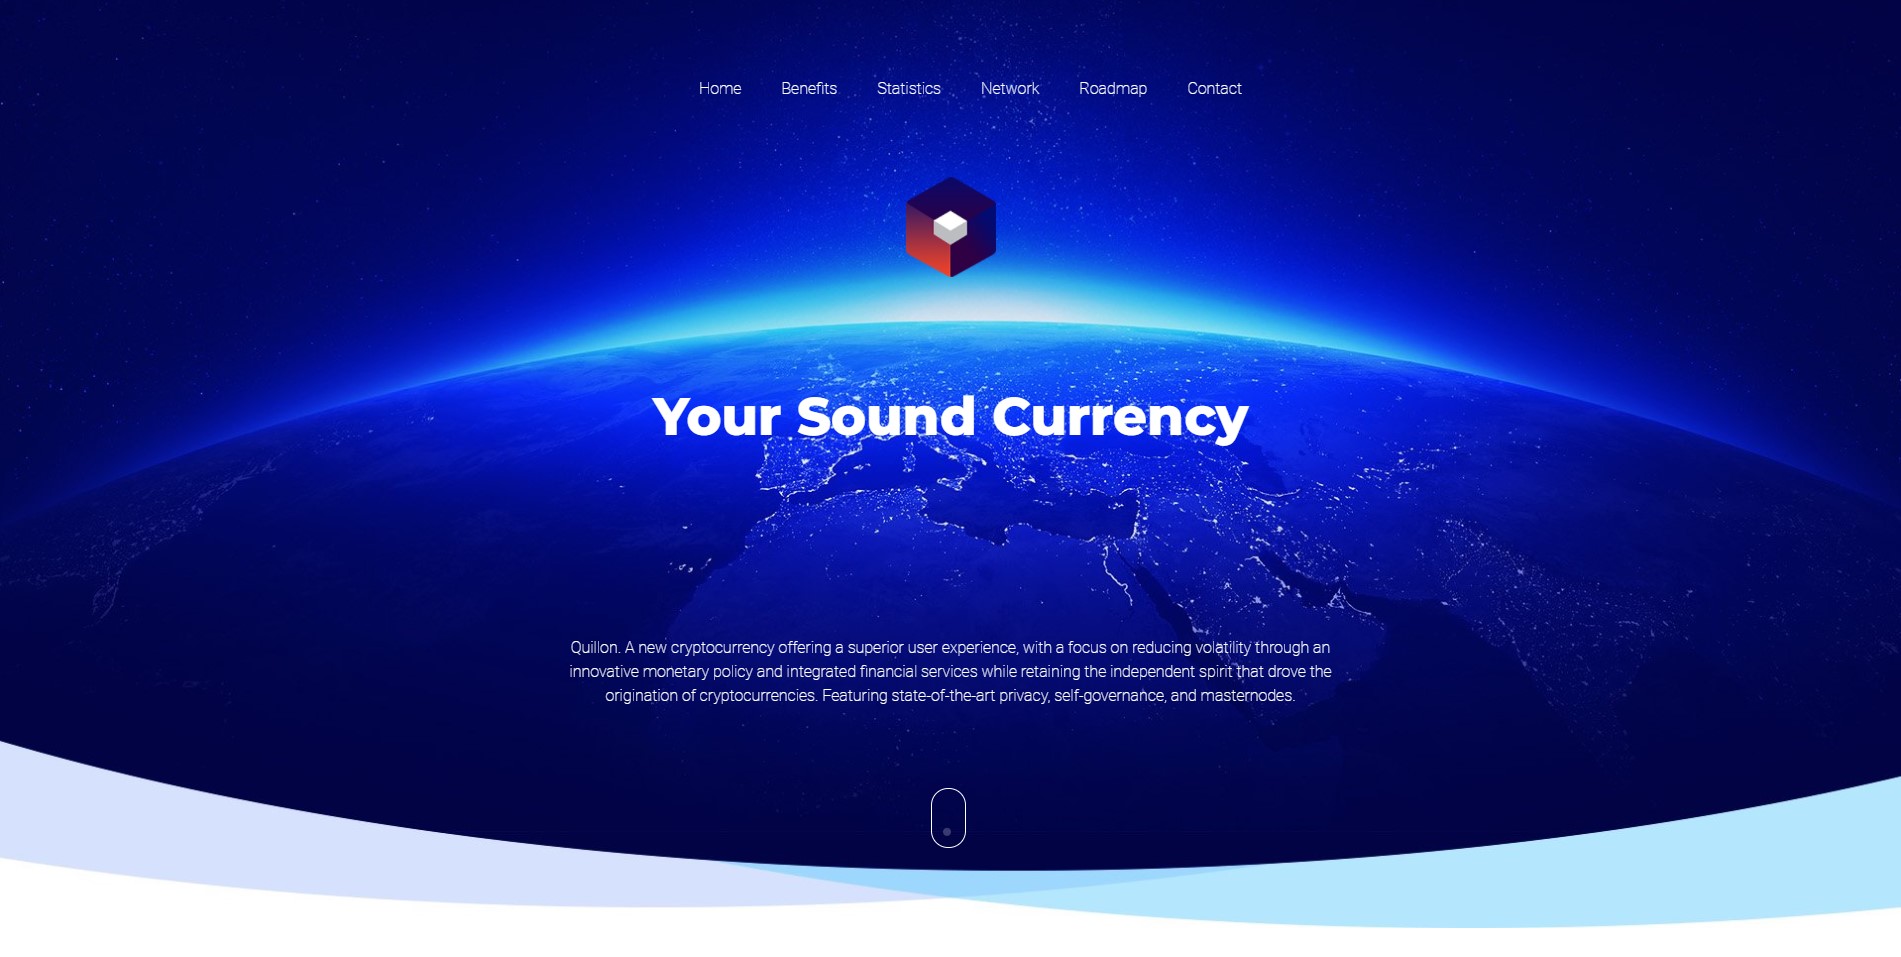 Home Benefits Statistics Network Roadmap Contact
Your Sound Currency
Quillon. A new cryptocurrency offering a superior user experience, with a focus on reducing volatility through an
innovative monetary policy and integrated financial services while retaining the independent spirit that drove the
origination of cryptocurrencies. Featuring state-of-the-art privacy, self-governance, and masternodes.